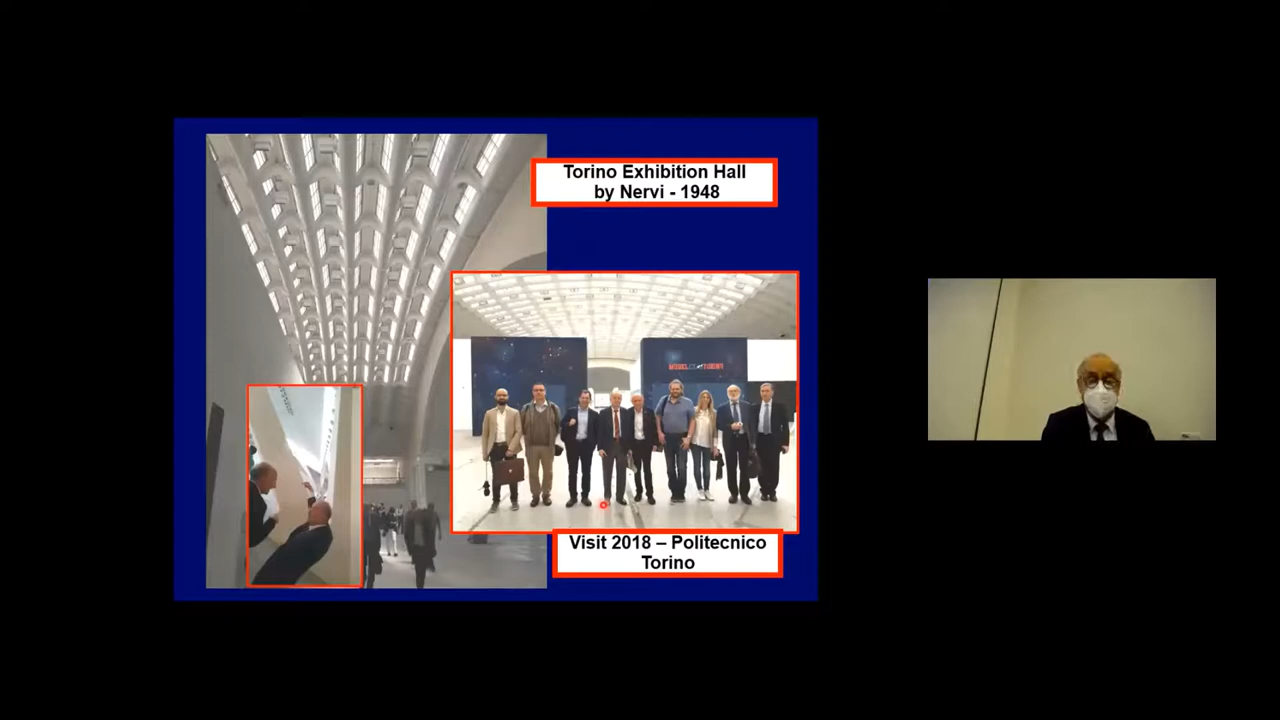 Torino Exhibition Hall
by Nervi - 1948
Visit 2018 – Politecnico
Torino